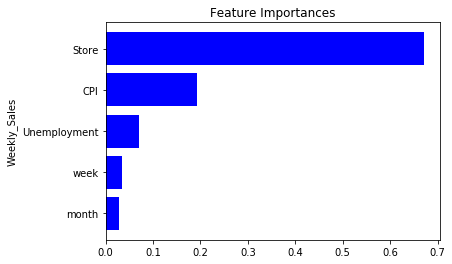 Feature Importances
Weekly_Sales
Store
CPI
Unemployment
week
month
0.0 0.1 0.2 0.3 0.4 0.5 0.6 0.7